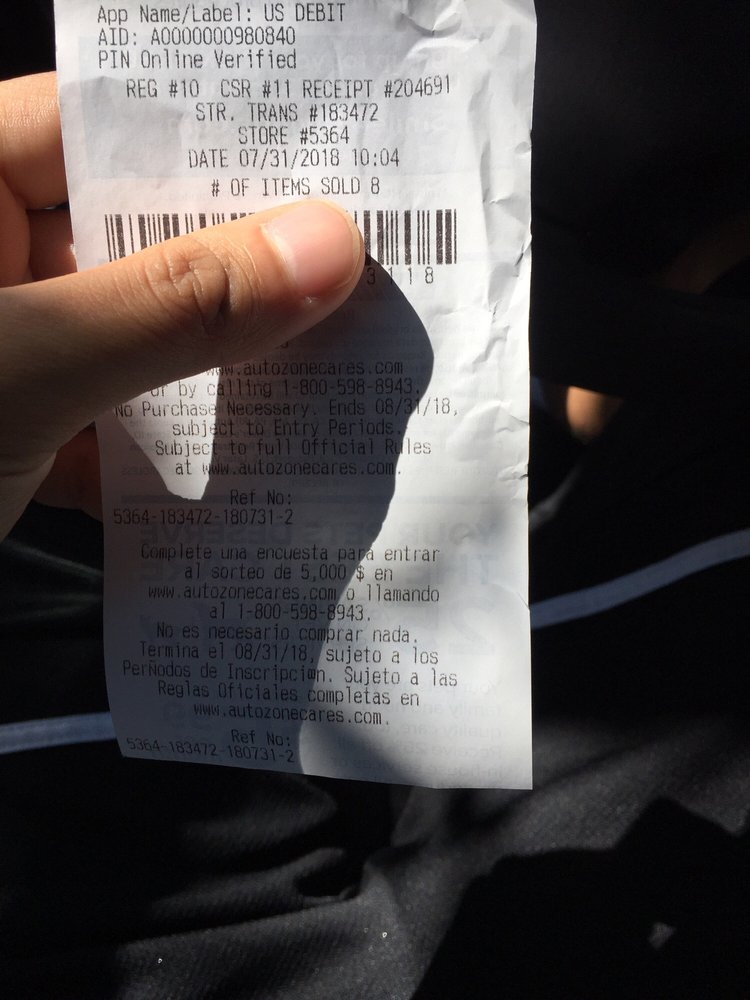 App Name/Label: US DEBIT
AID: A0000000980840
PIN Online Verified
REG #10 CSR #11 RECEIPT #204691
STR. TRANS #183472
STORE #5364
DATE 07/31/2018 10:04
# OF ITEMS SOLD 8
3 1 1 8
www.autozonecares.com
or by calling 1-800-598-8943.
No Purchase Necessary. Ends 08/31/18,
subject to Entry Periods.
Subject to full Official Rules
at www.autozonecares.com.
Ref No:
5364-183472-180731-2
Complete una encuesta para entrar
al sorteo de 5,000 $ en
www.autozonecares.com o llamando
al 1-800-598-8943.
No es necesario comprar nada.
Termina el 08/31/18, sujeto a los
PerÑodos de Inscripci¤n. Sujeto a las
Reglas Oficiales completas en
www.autozonecares.com.
Ref No:
5364-183472-180731-2